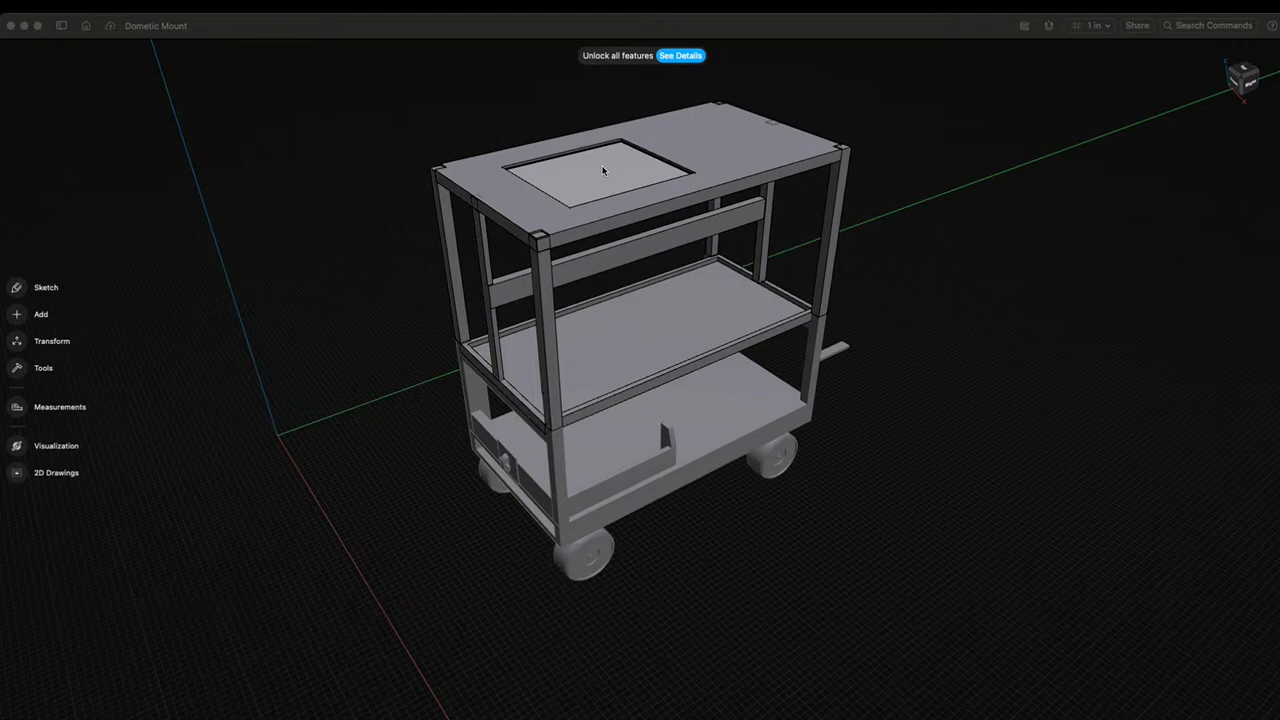 Dometic Mount
1 in
Share
Search Commands
Unlock all features See Details
Sketch
Add
Transform
Tools
Measurements
Visualization
2D Drawings